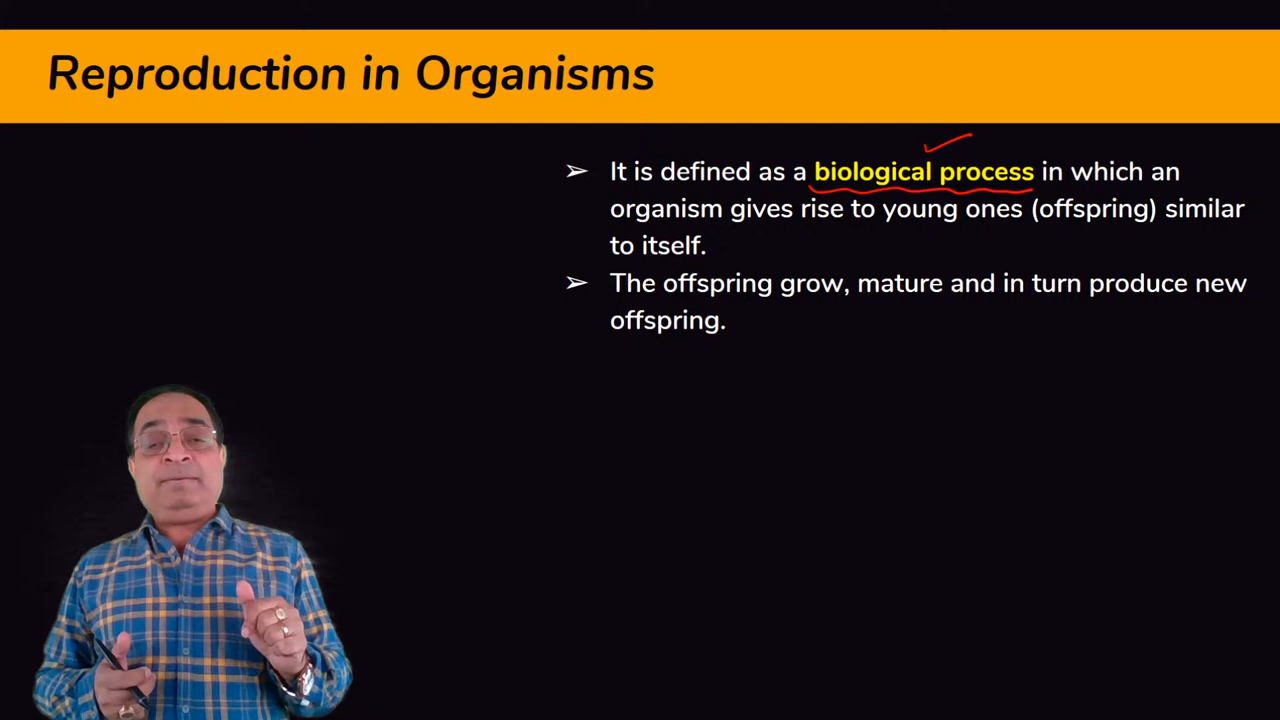 Reproduction in Organisms
➢ It is defined as a biological process in which an
organism gives rise to young ones (offspring) similar
to itself.
➢ The offspring grow, mature and in turn produce new
offspring.